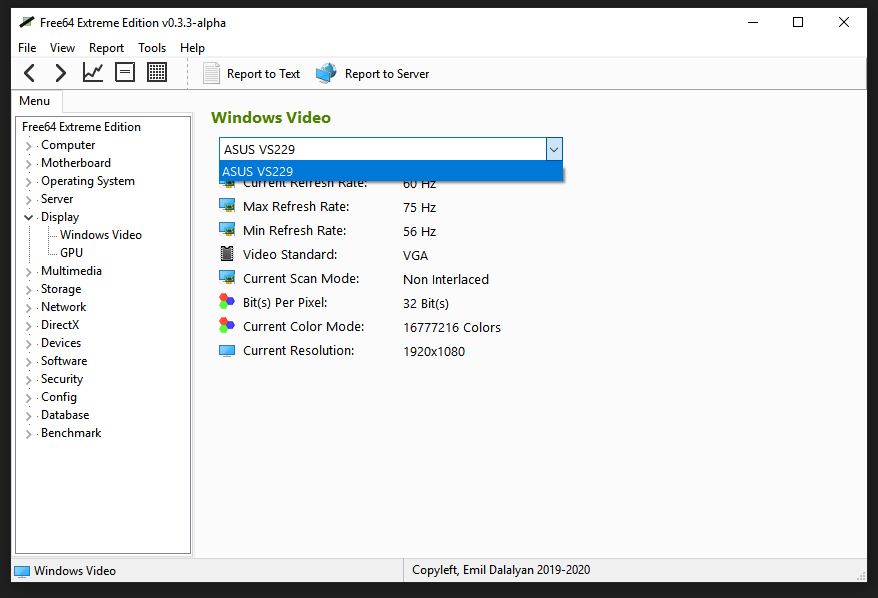 Free64 Extreme Edition v0.3.3-alpha
File View Report Tools Help
Report to Text Report to Server
Menu
Free64 Extreme Edition
Computer
Motherboard
Operating System
Server
Display
Windows Video
GPU
Multimedia
Storage
Network
DirectX
Devices
Software
Security
Config
Database
Benchmark
Windows Video
ASUS VS229
ASUS VS229
Current Refresh Rate: 60 Hz
Max Refresh Rate: 75 Hz
Min Refresh Rate: 56 Hz
Video Standard: VGA
Current Scan Mode: Non Interlaced
Bit(s) Per Pixel: 32 Bit(s)
Current Color Mode: 16777216 Colors
Current Resolution: 1920x1080
Windows Video
Copyleft, Emil Dalalyan 2019-2020